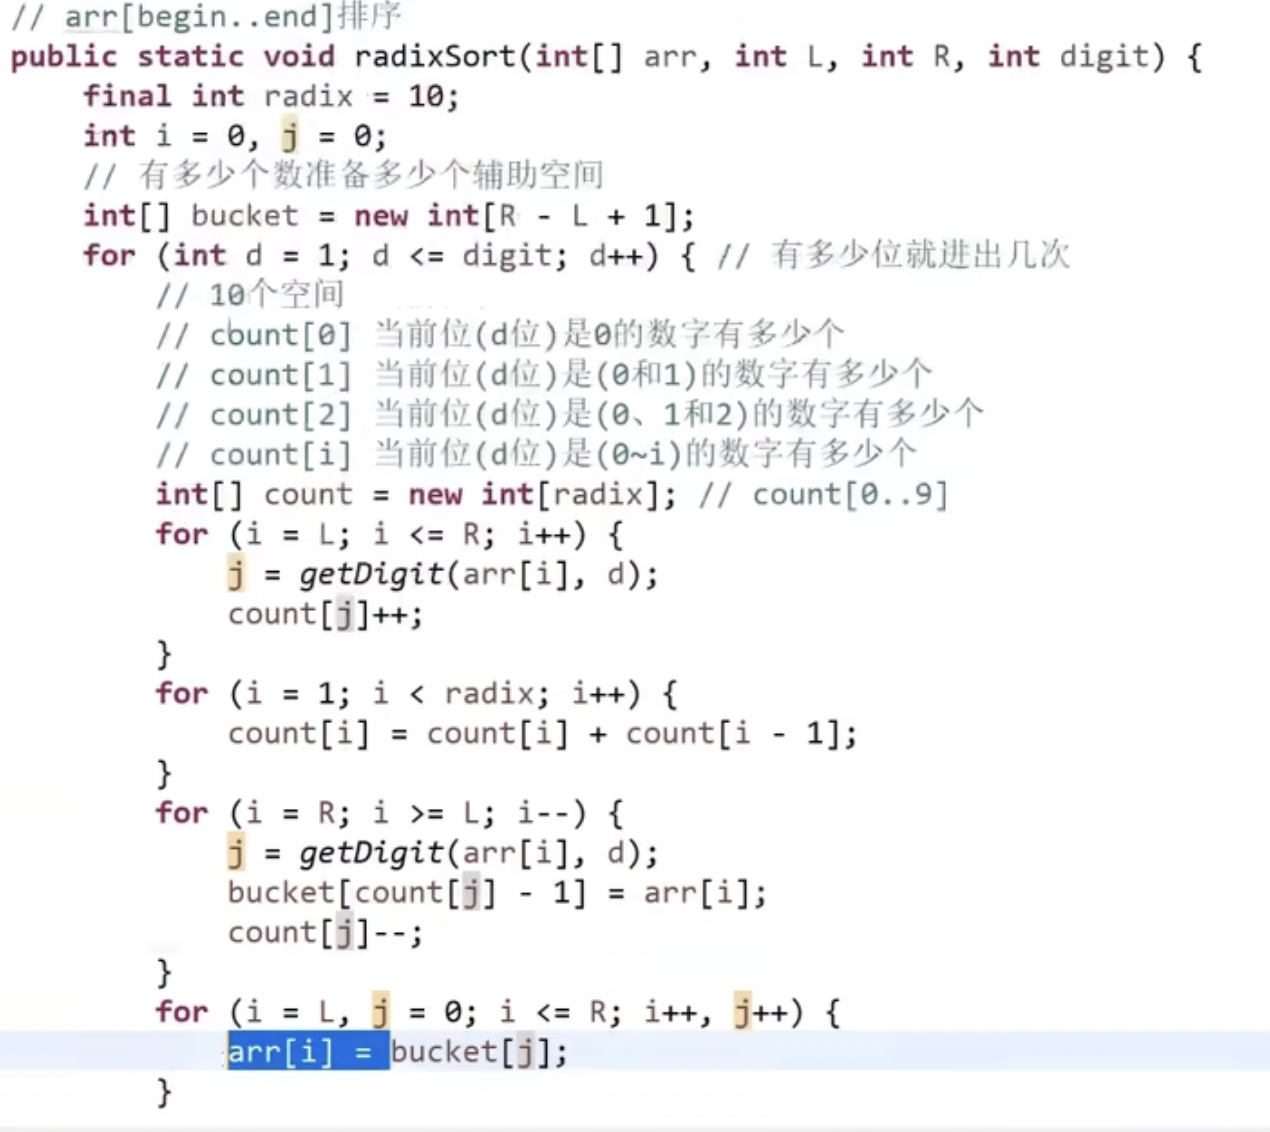 // arr[begin..end]排序
public static void radixSort(int[] arr, int L, int R, int digit) {
final int radix = 10;
int i = 0, j = 0;
// 有多少个数准备多少个辅助空间
int[] bucket = new int[R - L + 1];
for (int d = 1; d <= digit; d++) { // 有多少位就进出几次
// 10个空间
// count[0] 当前位(d位)是0的数字有多少个
// count[1] 当前位(d位)是(0和1)的数字有多少个
// count[2] 当前位(d位)是(0、1和2)的数字有多少个
// count[i] 当前位(d位)是(0~i)的数字有多少个
int[] count = new int[radix]; // count[0..9]
for (i = L; i <= R; i++) {
j = getDigit(arr[i], d);
count[j]++;
}
for (i = 1; i < radix; i++) {
count[i] = count[i] + count[i - 1];
}
for (i = R; i >= L; i--) {
j = getDigit(arr[i], d);
bucket[count[j] - 1] = arr[i];
count[j]--;
}
for (i = L, j = 0; i <= R; i++, j++) {
arr[i] = bucket[j];
}